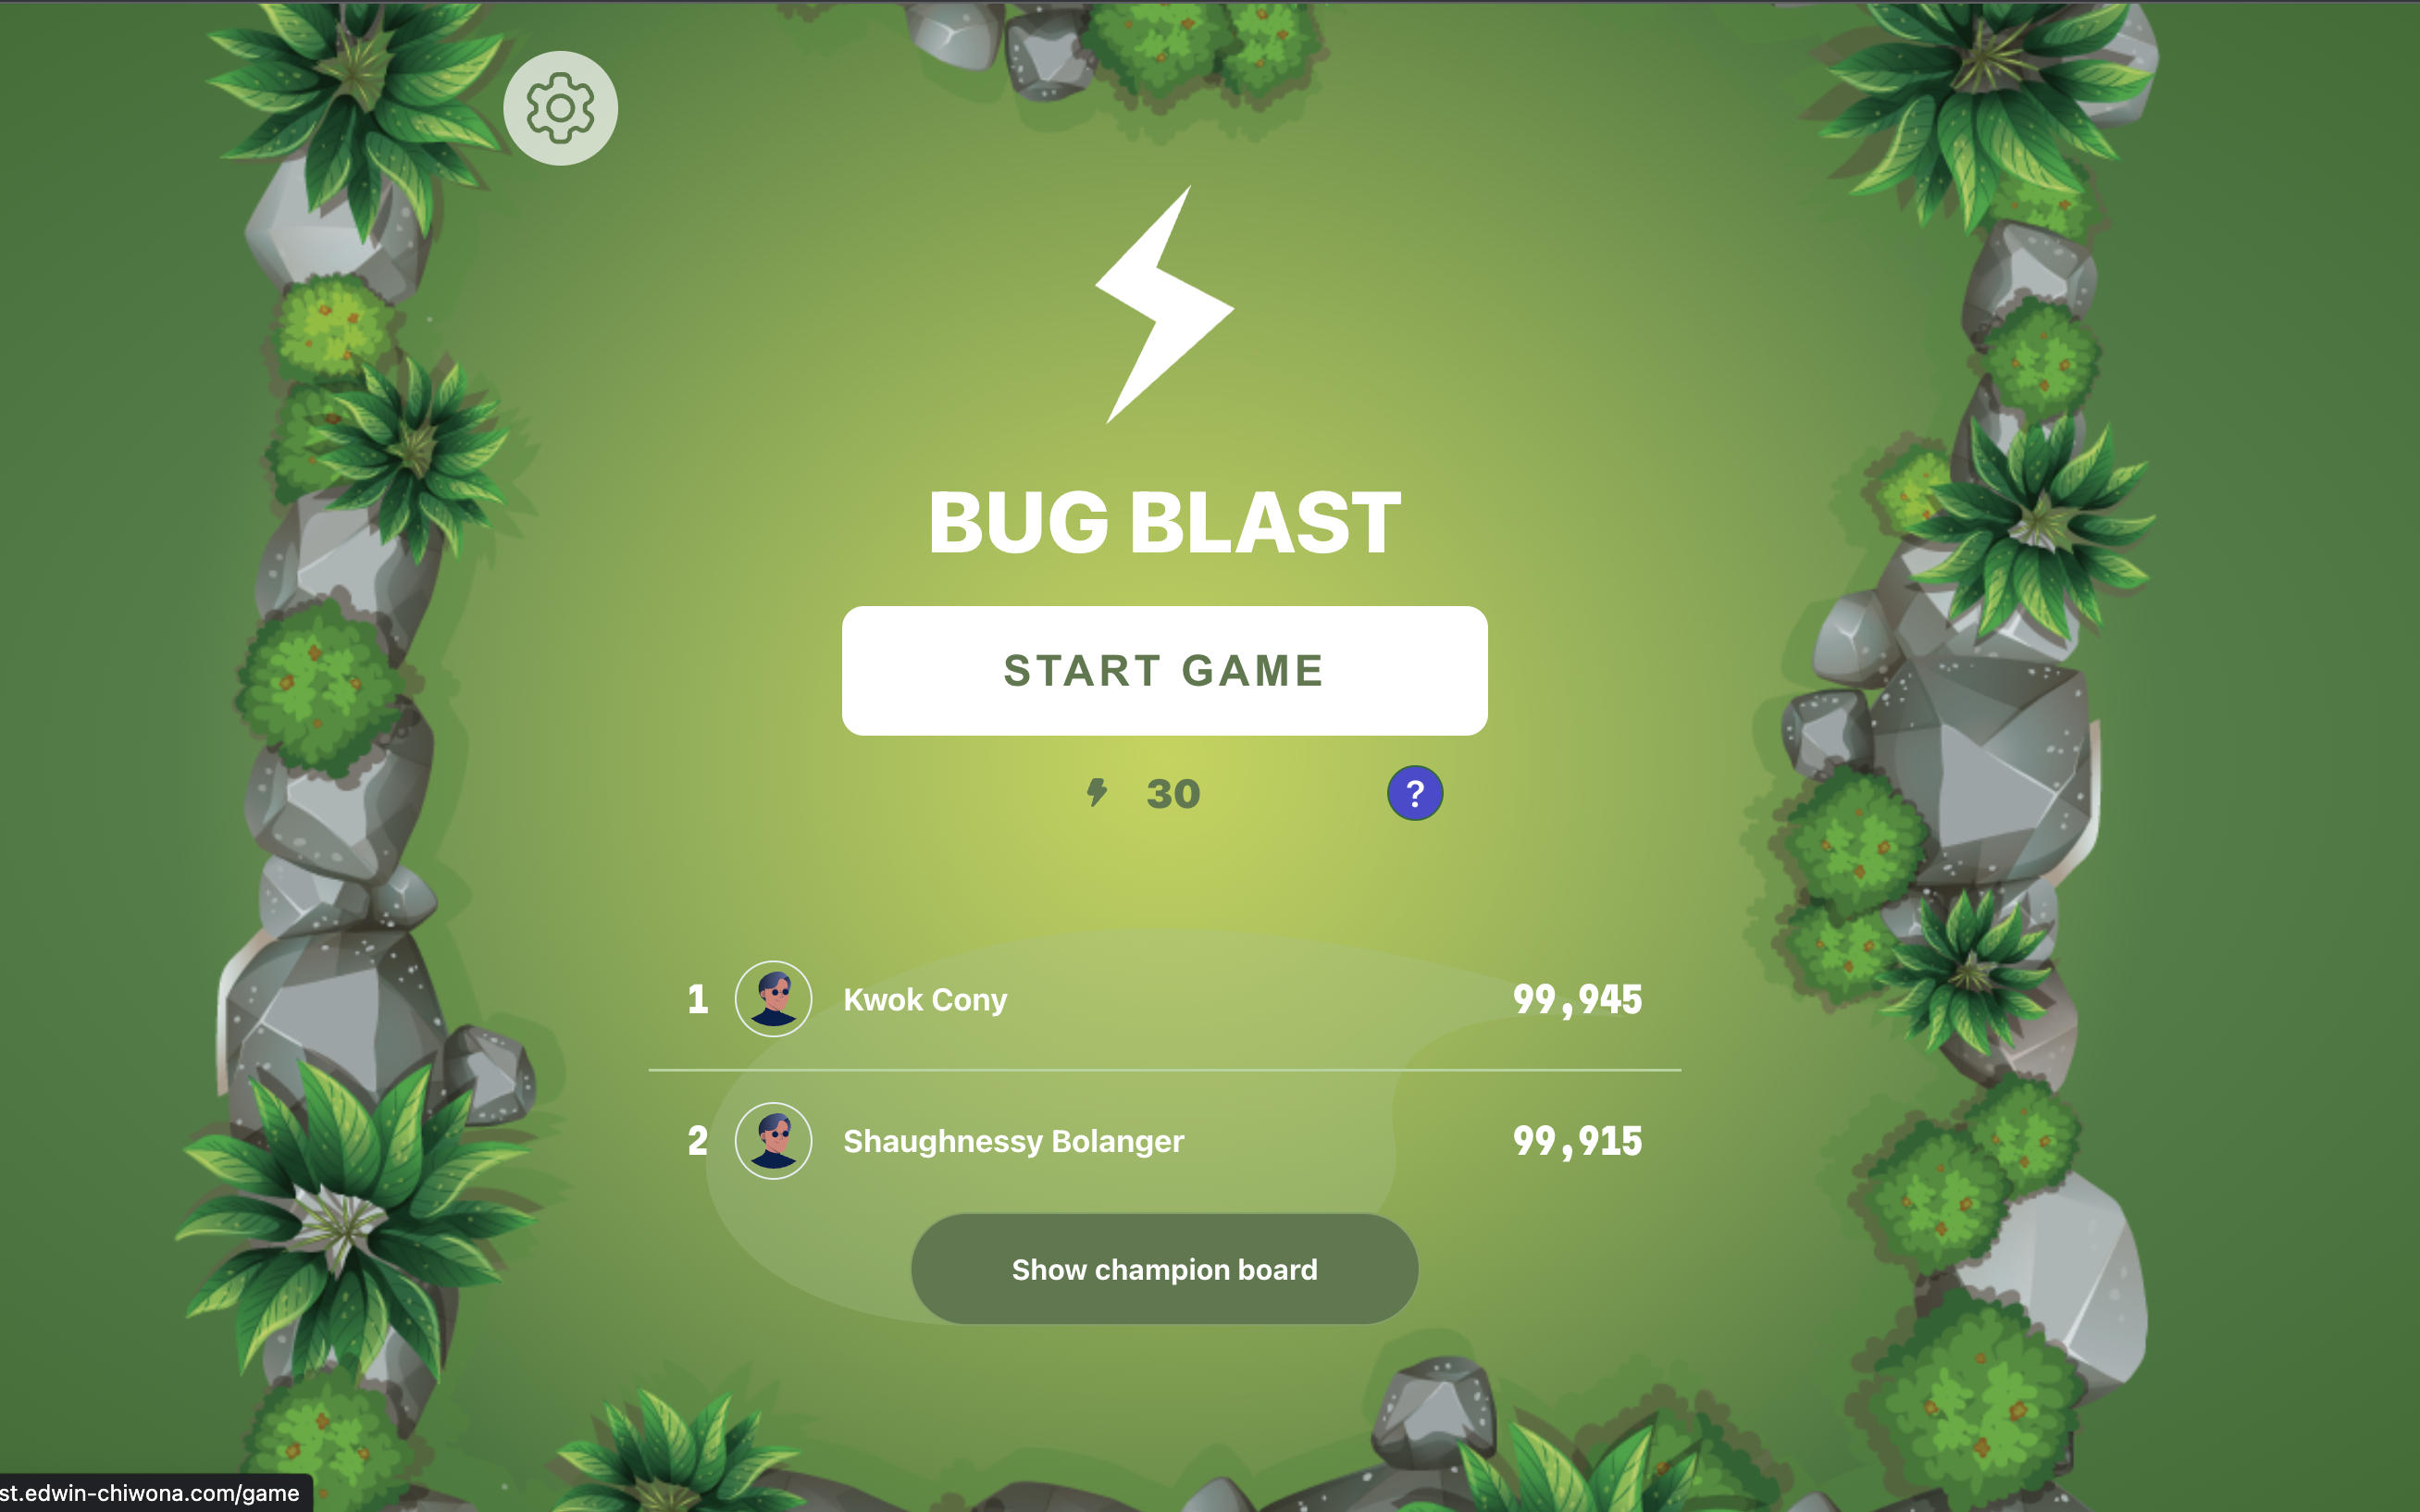 BUG BLAST
START GAME
30
?
1 Kwok Cony 99,945
2 Shaughnessy Bolanger 99,915
Show champion board
st.edwin-chiwona.com/game